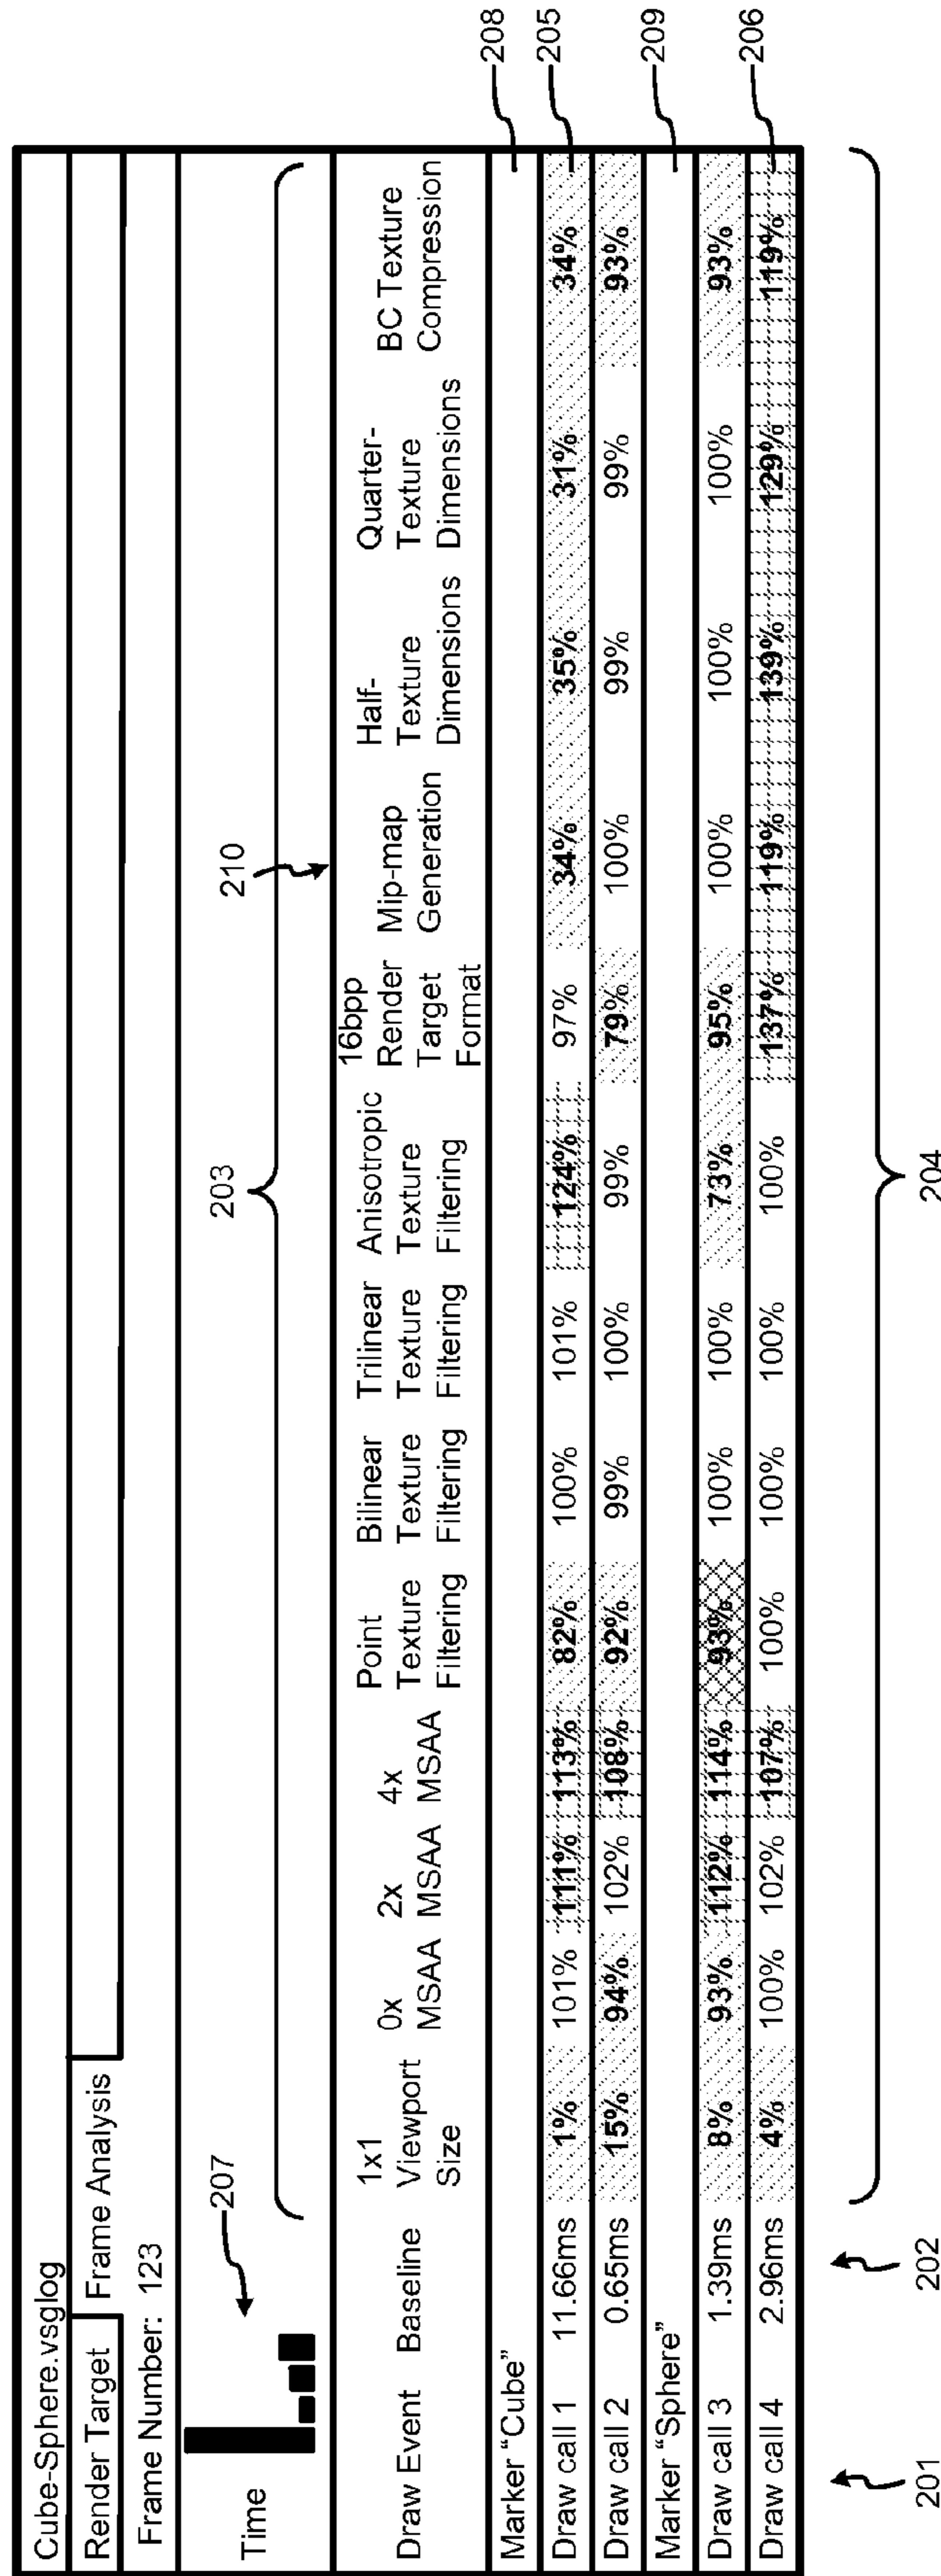 Cube-Sphere.vsglog
Render Target Frame Analysis
Frame Number: 123
Time
207
203
210
Draw Event Baseline
1x1 Viewport Size
0x MSAA
2x MSAA
4x MSAA
Point Texture Filtering
Bilinear Texture Filtering
Trilinear Texture Filtering
Anisotropic Texture Filtering
16bpp Render Target Format
Mip-map Generation
Half-Texture Dimensions
Quarter-Texture Dimensions
BC Texture Compression
Marker “Cube”
208
Draw call 1 11.66ms 1% 101% 111% 113% 82% 100% 101% 124% 97% 34% 35% 31% 34%
205
Draw call 2 0.65ms 15% 94% 102% 108% 92% 99% 100% 99% 79% 100% 99% 99% 93%
Marker “Sphere”
209
Draw call 3 1.39ms 8% 93% 112% 114% 93% 100% 100% 73% 95% 100% 100% 100% 93%
Draw call 4 2.96ms 4% 100% 102% 107% 100% 100% 100% 100% 137% 119% 139% 129% 119%
206
201
202
204